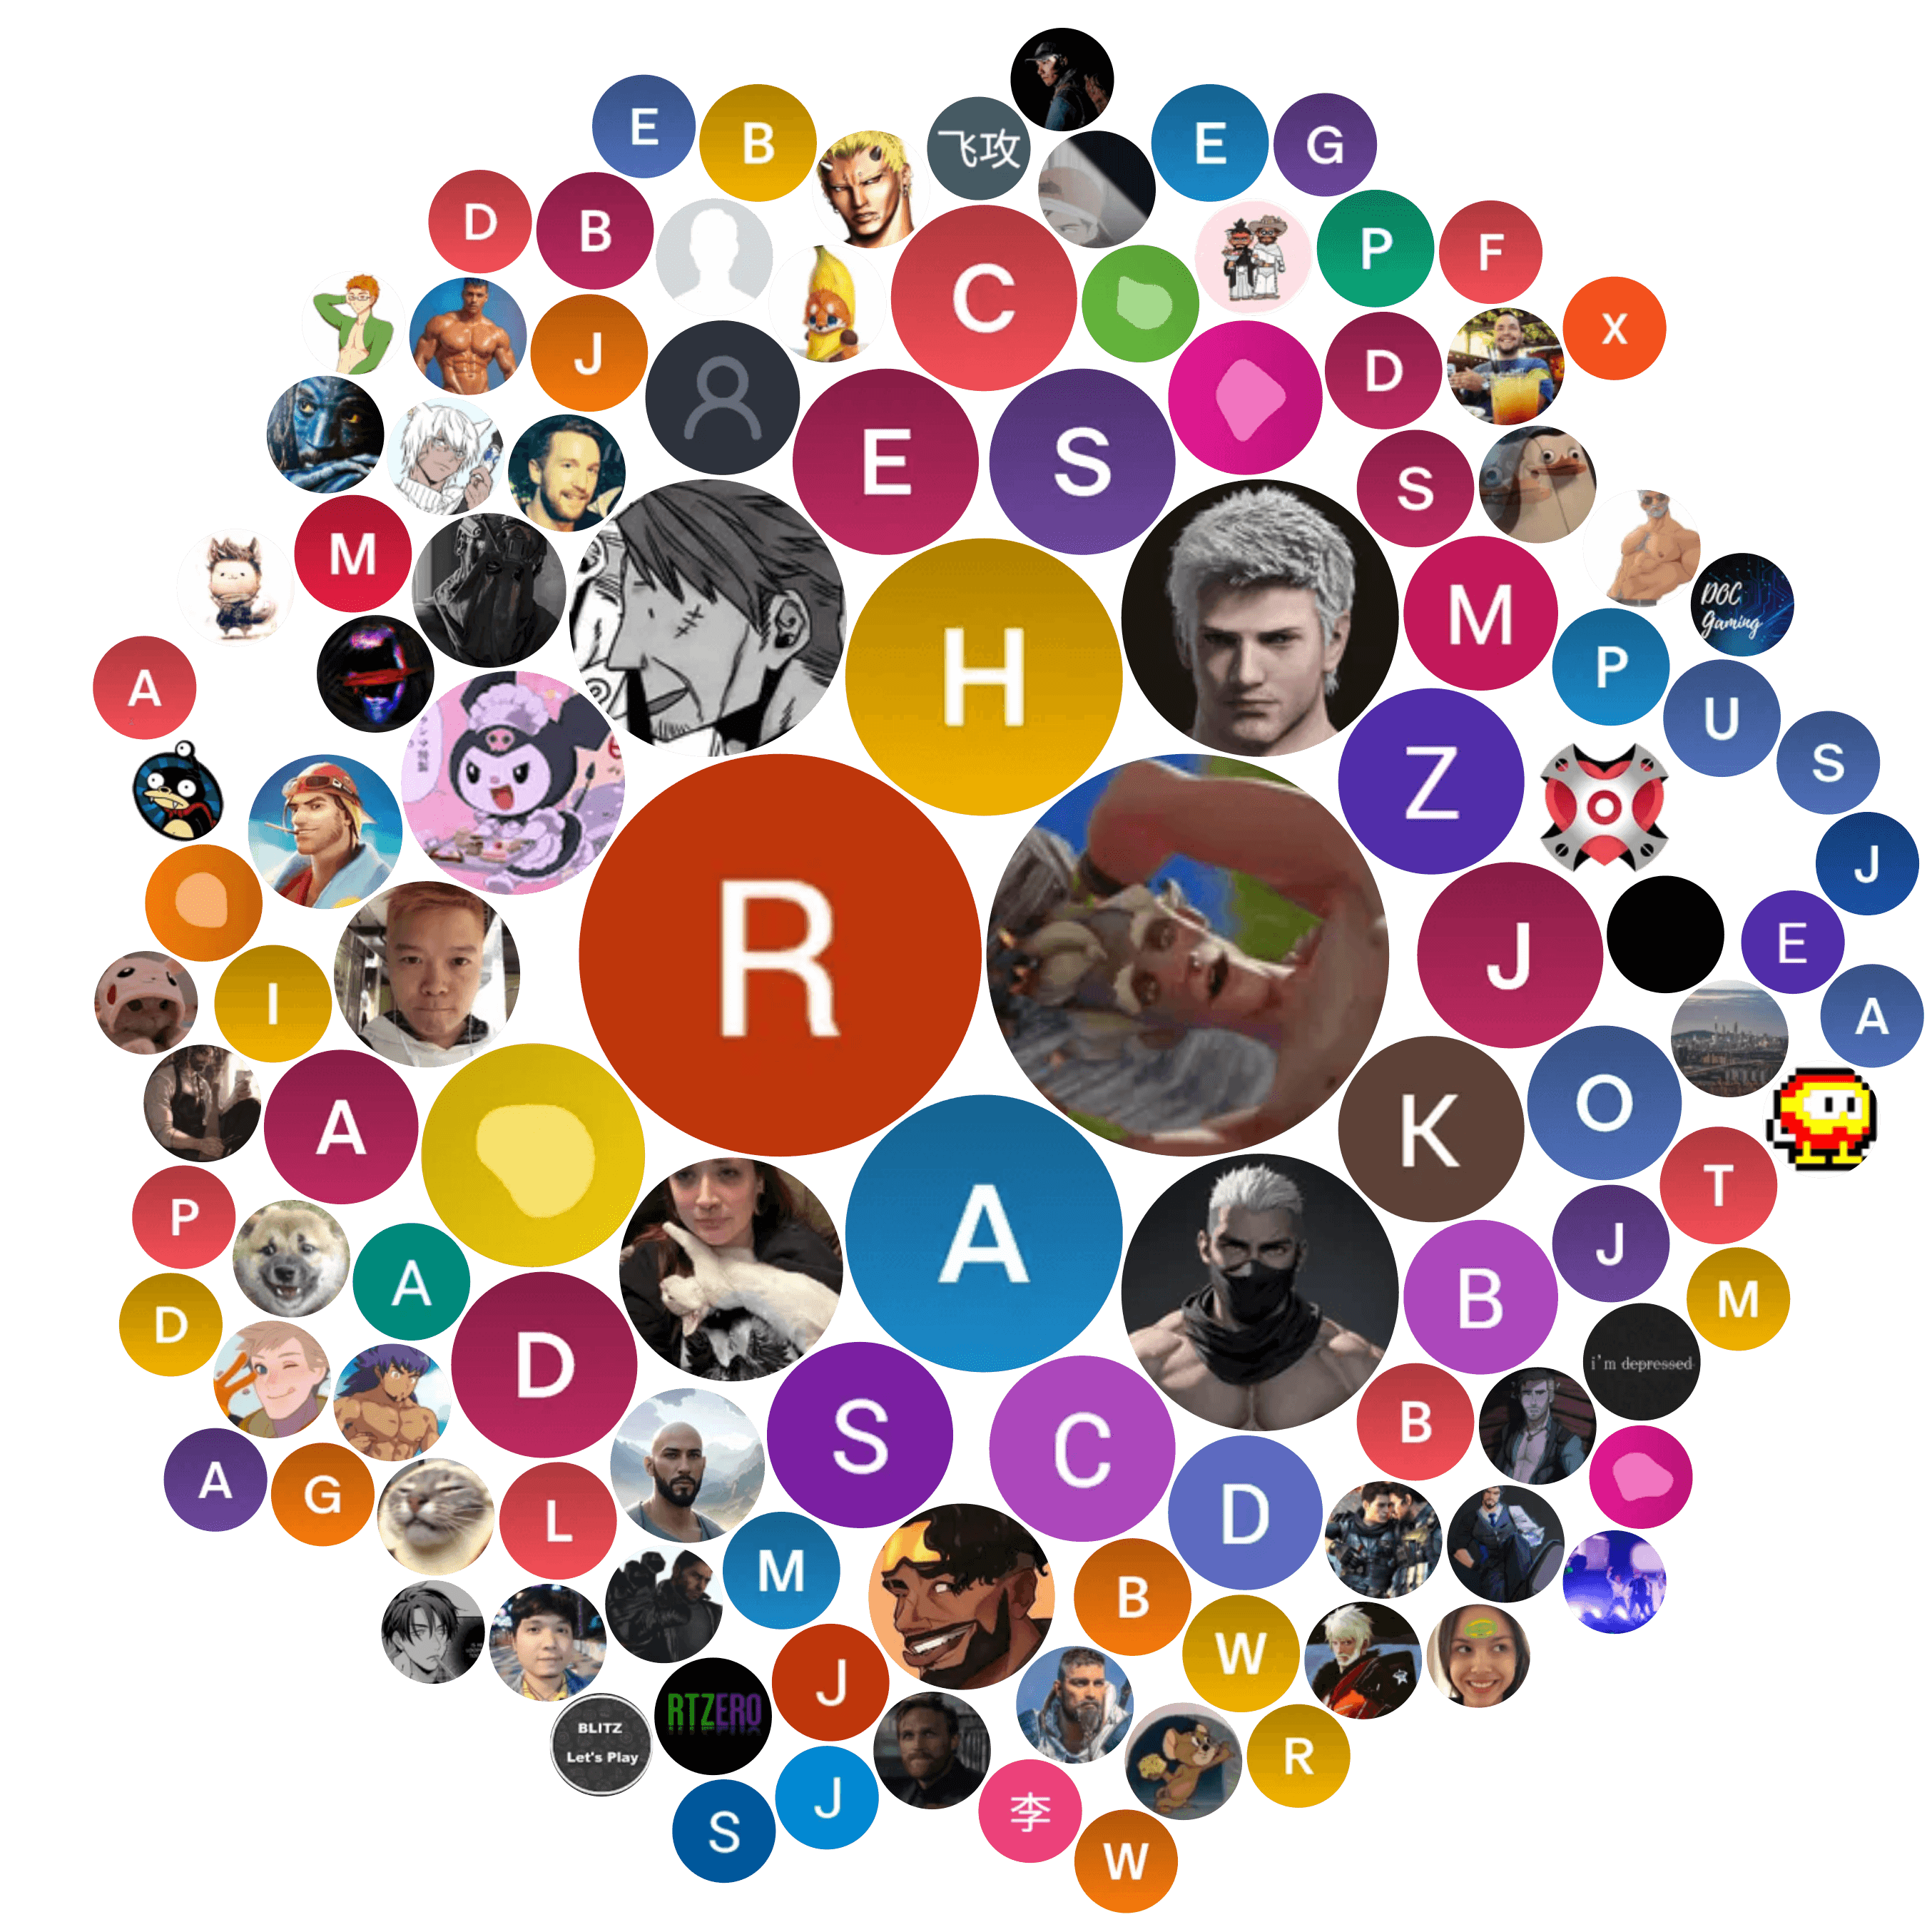 E
B
飞攻
E
G
D
B
C
P
F
X
J
D
E
S
S
M
H
M
DOC
Gaming
P
A
U
Z
S
J
R
J
E
I
A
K
O
A
T
P
A
A
J
B
M
D
D
i'm depressed
S
C
B
A
G
L
D
M
B
W
J
RTZERO
BLITZ
Let's Play
R
J
S
李
W